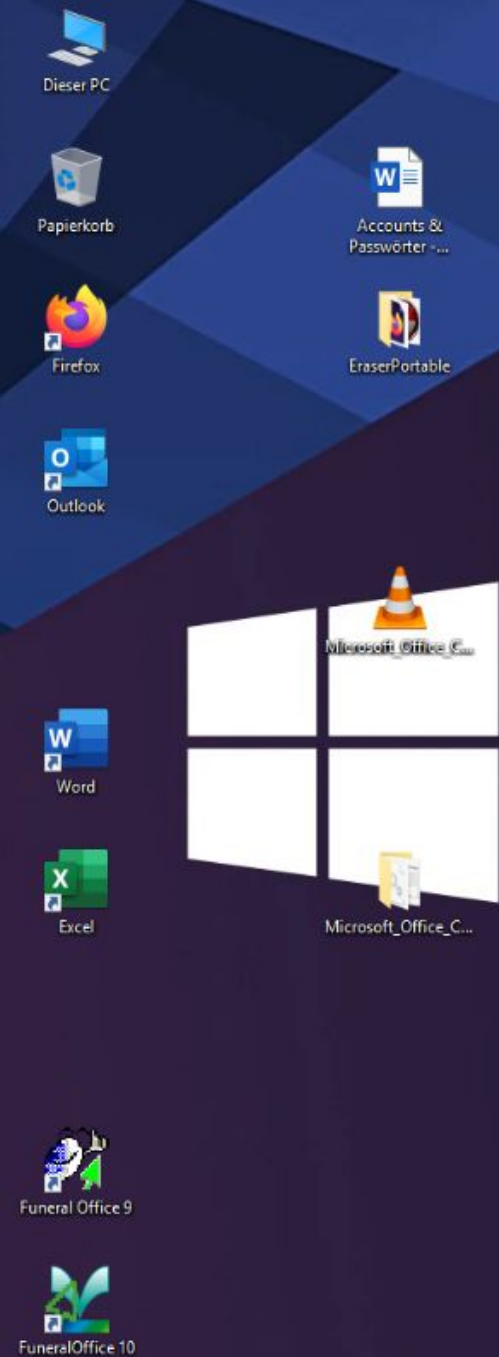 Dieser PC
Papierkorb
Accounts &
Passwörter -...
Firefox
EraserPortable
Outlook
Microsoft_Office_C...
Word
Excel
Microsoft_Office_C...
Funeral Office 9
FuneralOffice 10